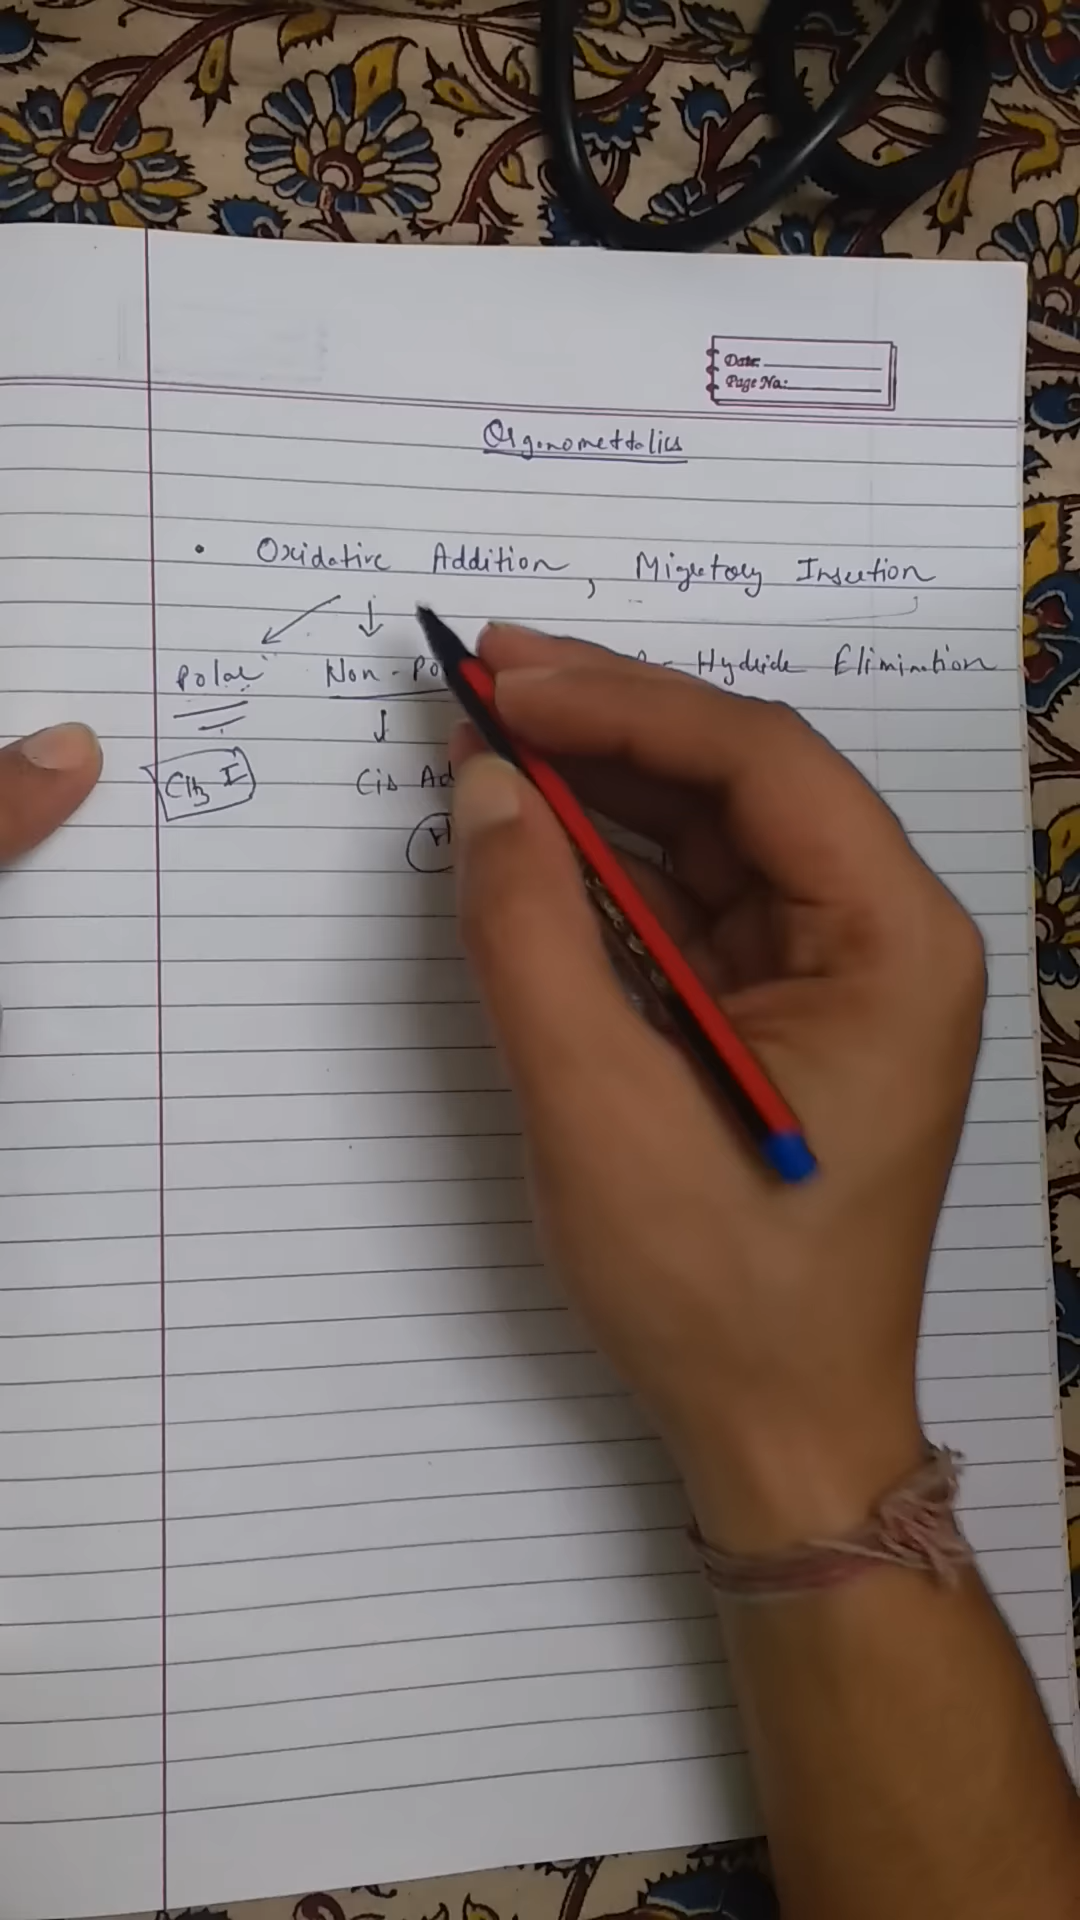 Date:
Page No:
Orgonomettolics
• Oxidative Addition, Migratory Insertion
Polar Non-Po - Hydride Elimination
CH3 I Cis Ad
H